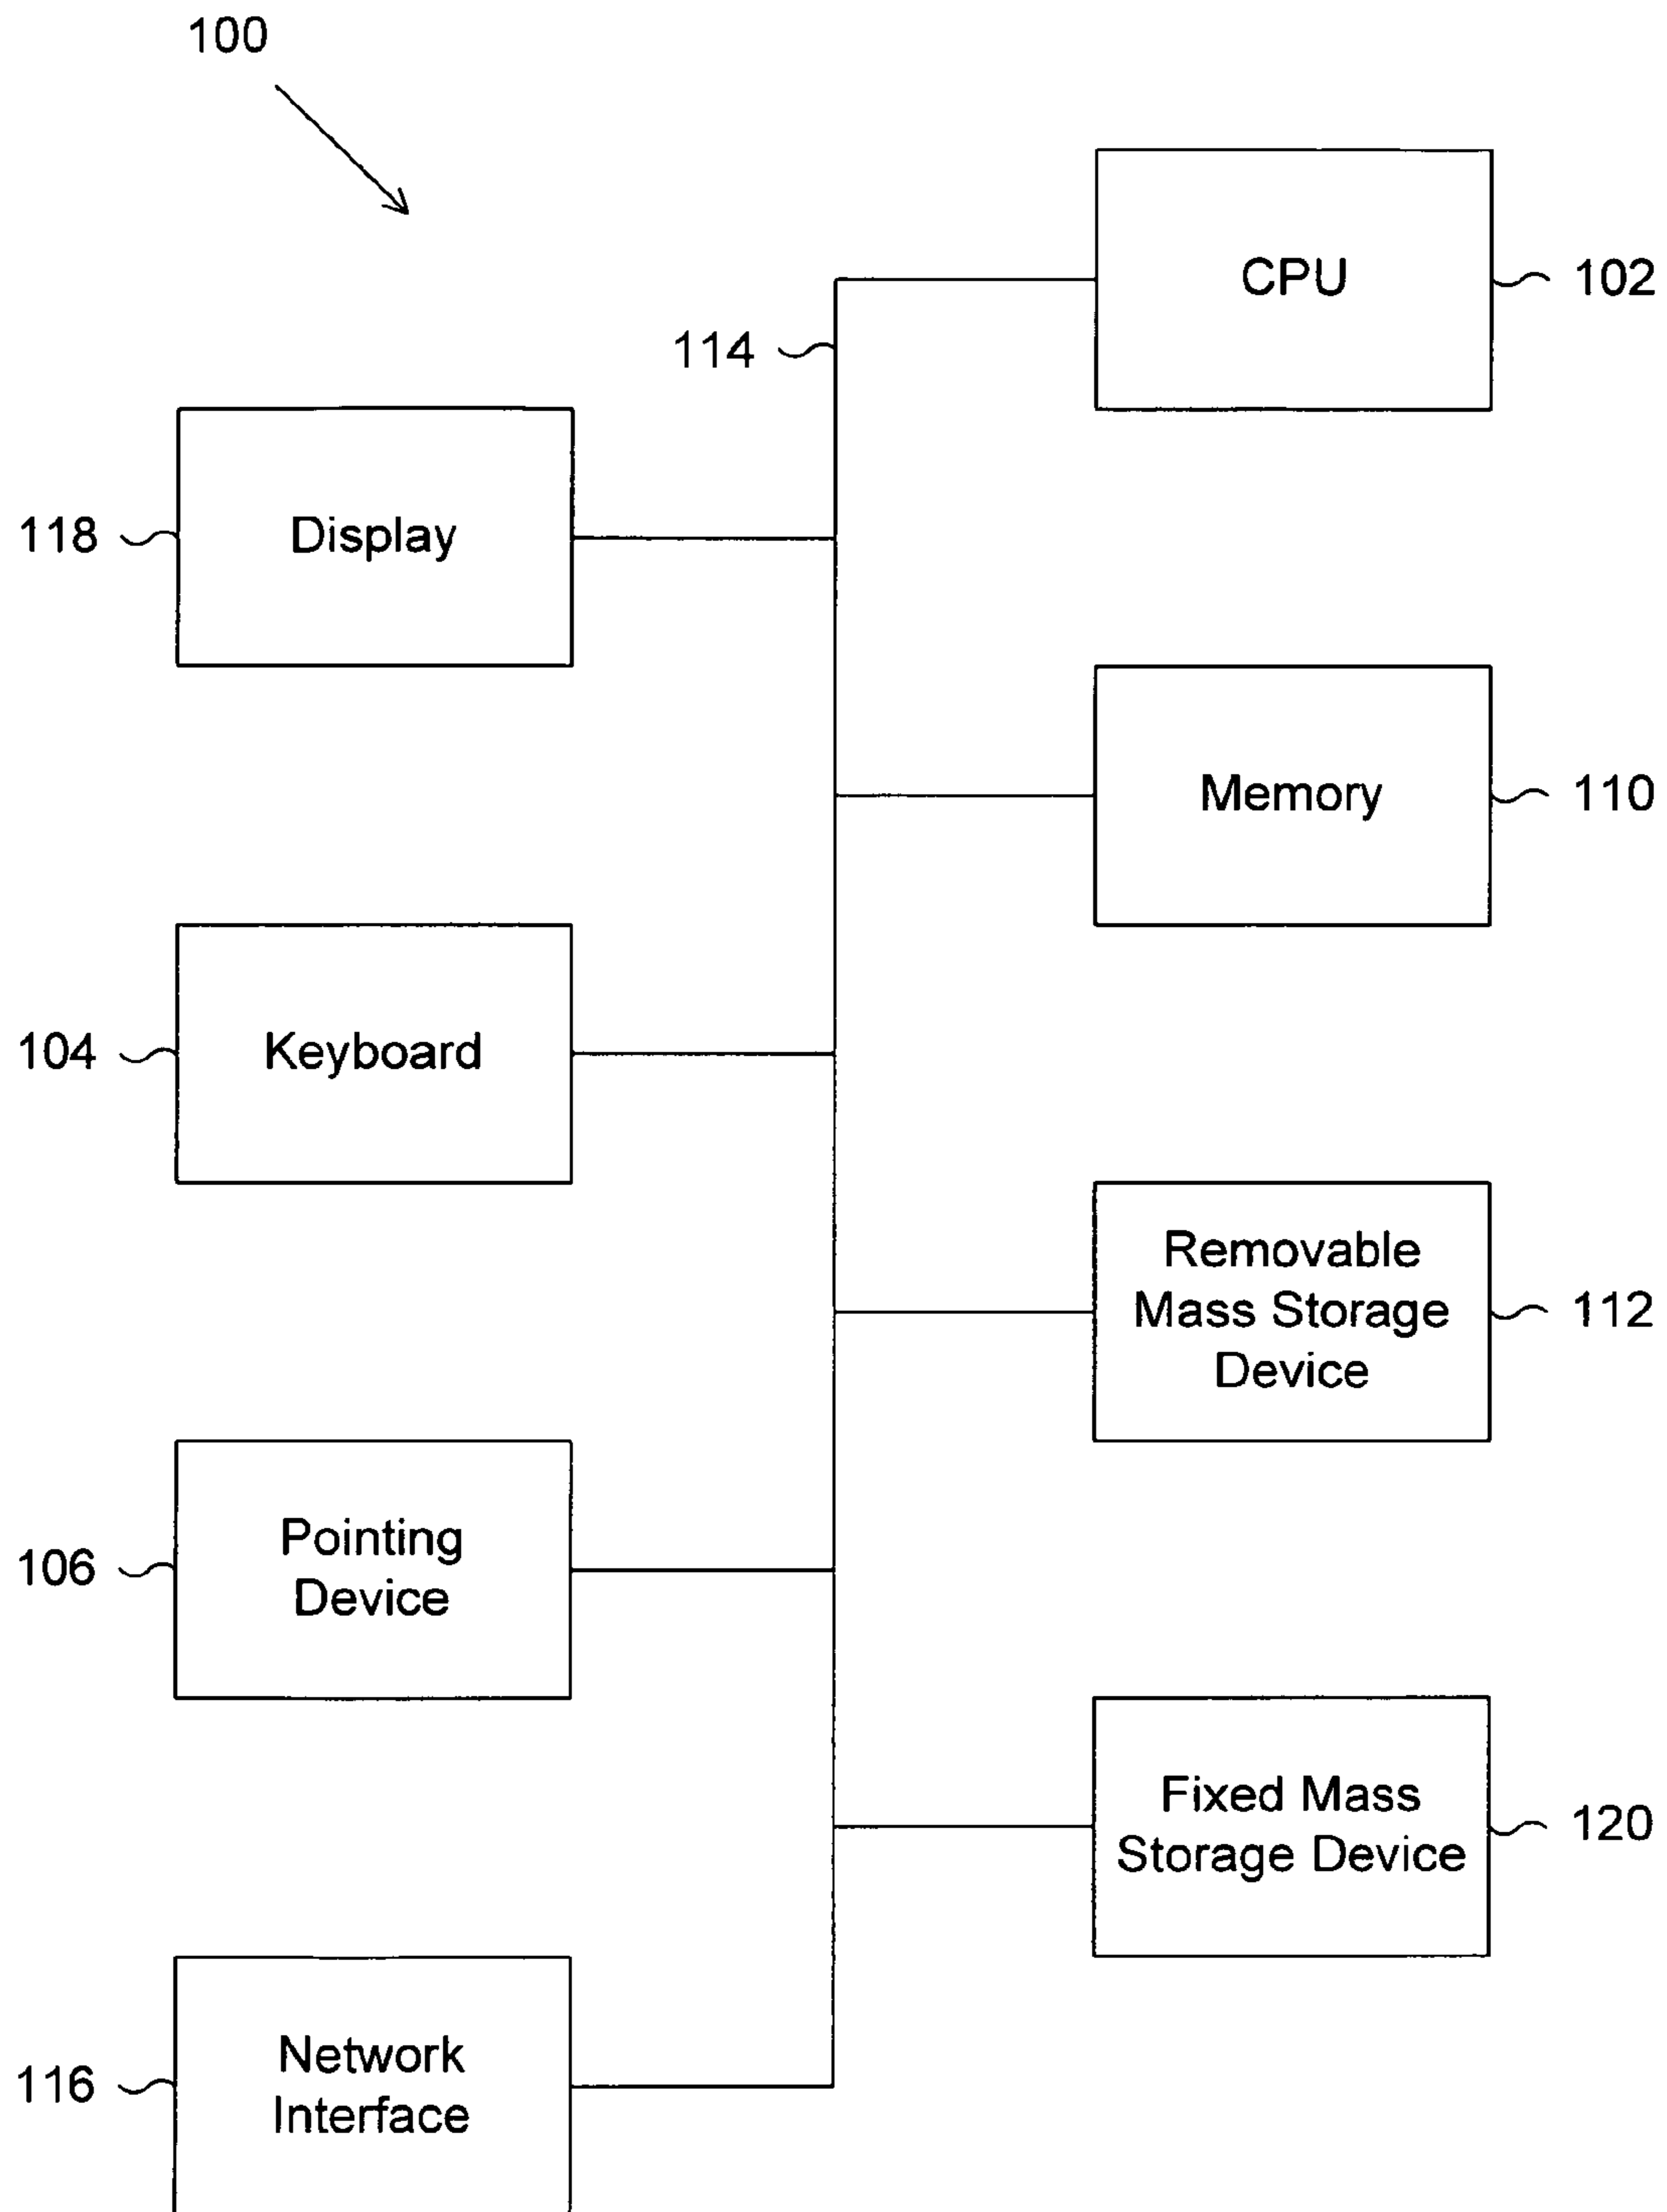 100
CPU
102
114
118
Display
Memory
110
104
Keyboard
Removable
Mass Storage
Device
112
106
Pointing
Device
Fixed Mass
Storage Device
120
116
Network
Interface